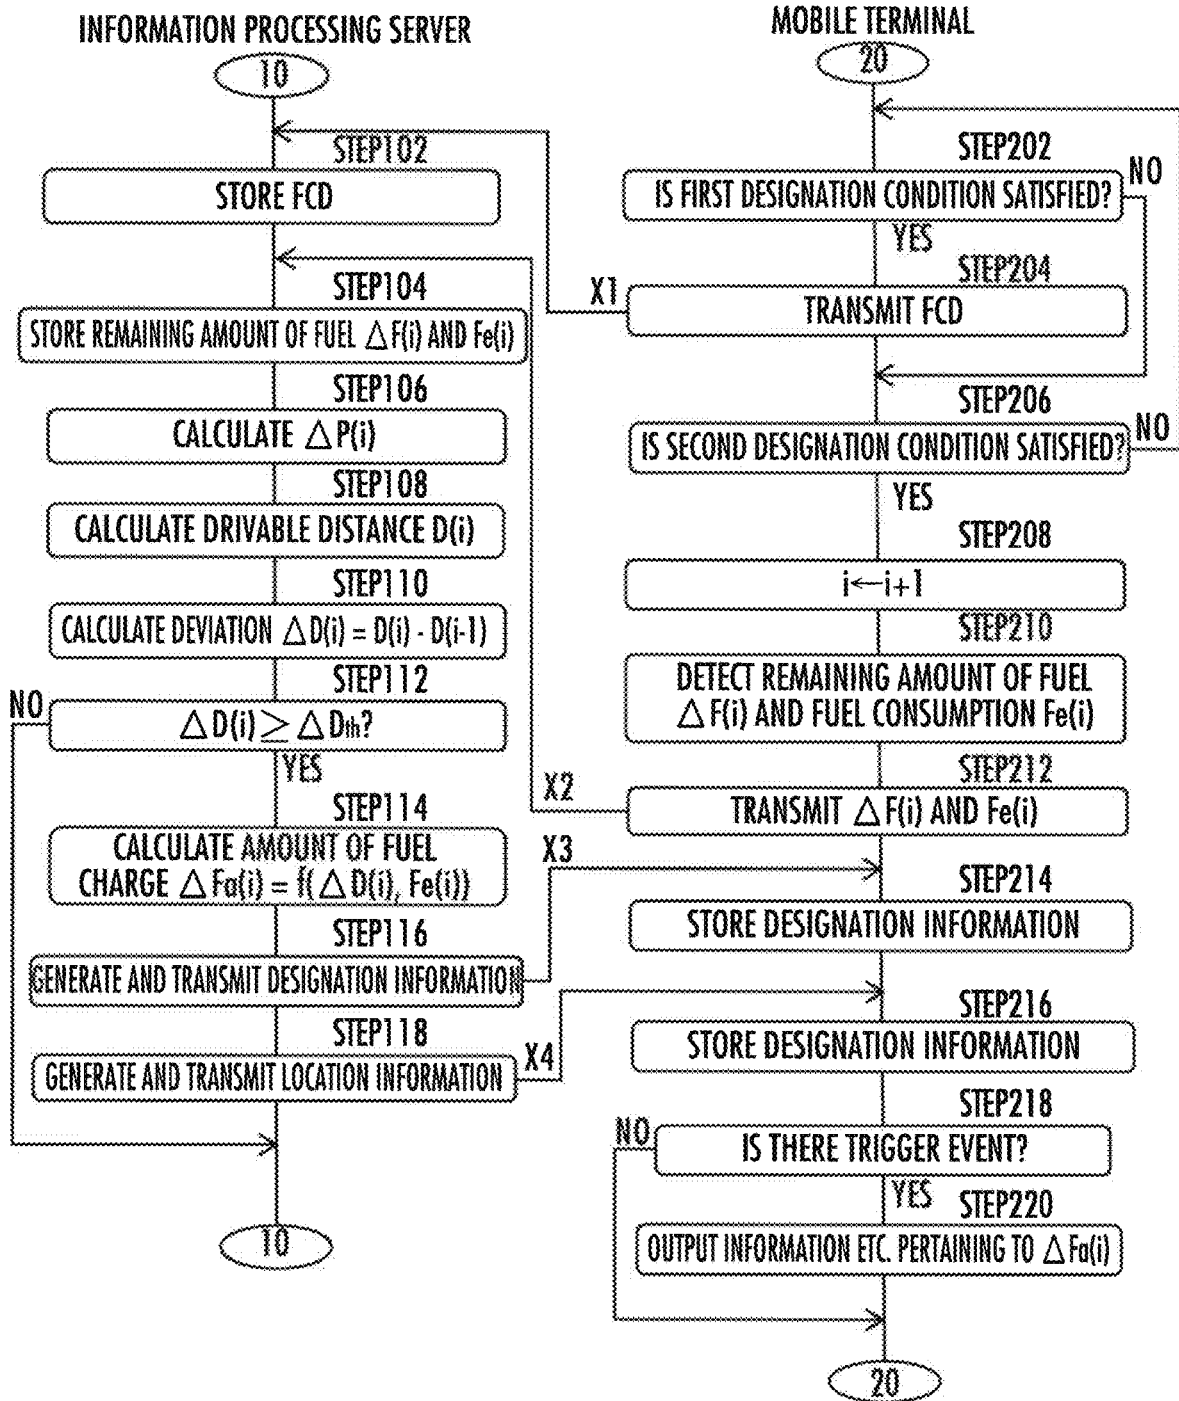 INFORMATION PROCESSING SERVER
10
STEP102
STORE FCD
STEP104
STORE REMAINING AMOUNT OF FUEL △F(i) AND Fe(i)
STEP106
CALCULATE △P(i)
STEP108
CALCULATE DRIVABLE DISTANCE D(i)
STEP110
CALCULATE DEVIATION △D(i) = D(i) - D(i-1)
STEP112
NO
△D(i) ≥ △Dth?
YES
STEP114
CALCULATE AMOUNT OF FUEL
CHARGE △Fa(i) = f(△D(i), Fe(i))
STEP116
GENERATE AND TRANSMIT DESIGNATION INFORMATION
STEP118
GENERATE AND TRANSMIT LOCATION INFORMATION
10
X1
X2
X3
X4
MOBILE TERMINAL
20
STEP202
IS FIRST DESIGNATION CONDITION SATISFIED?
NO
YES
STEP204
TRANSMIT FCD
STEP206
IS SECOND DESIGNATION CONDITION SATISFIED?
NO
YES
STEP208
i←i+1
STEP210
DETECT REMAINING AMOUNT OF FUEL
△F(i) AND FUEL CONSUMPTION Fe(i)
STEP212
TRANSMIT △F(i) AND Fe(i)
STEP214
STORE DESIGNATION INFORMATION
STEP216
STORE DESIGNATION INFORMATION
STEP218
NO
IS THERE TRIGGER EVENT?
YES
STEP220
OUTPUT INFORMATION ETC. PERTAINING TO △Fa(i)
20